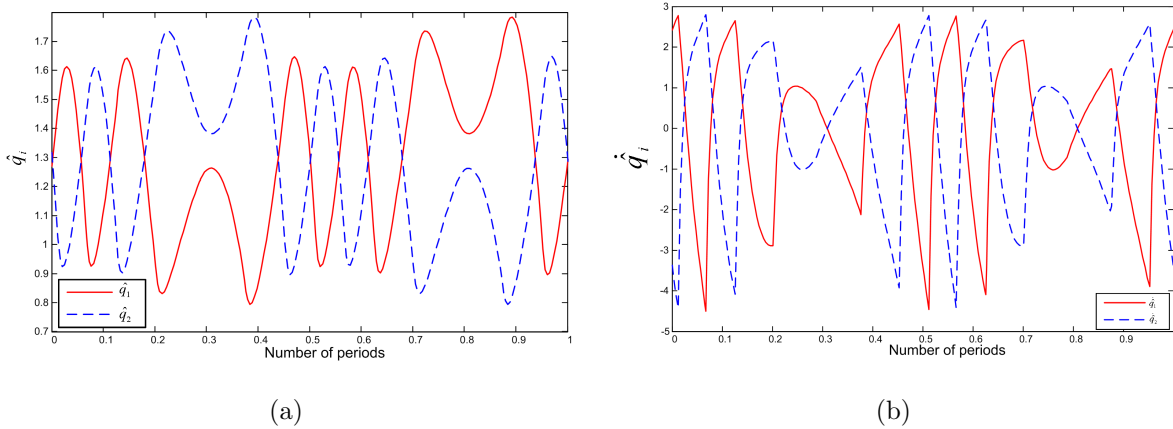 1.7
1.6
1.5
1.4
1.3
1.2
1.1
1
0.9
0.8
0.7
q̂ᵢ
q̂₁
q̂₂
0 0.1 0.2 0.3 0.4 0.5 0.6 0.7 0.8 0.9 1
Number of periods
(a)
3
2
1
0
-1
-2
-3
-4
-5
q̇̂ᵢ
q̇̂₁
q̇̂₂
0 0.1 0.2 0.3 0.4 0.5 0.6 0.7 0.8 0.9
Number of periods
(b)